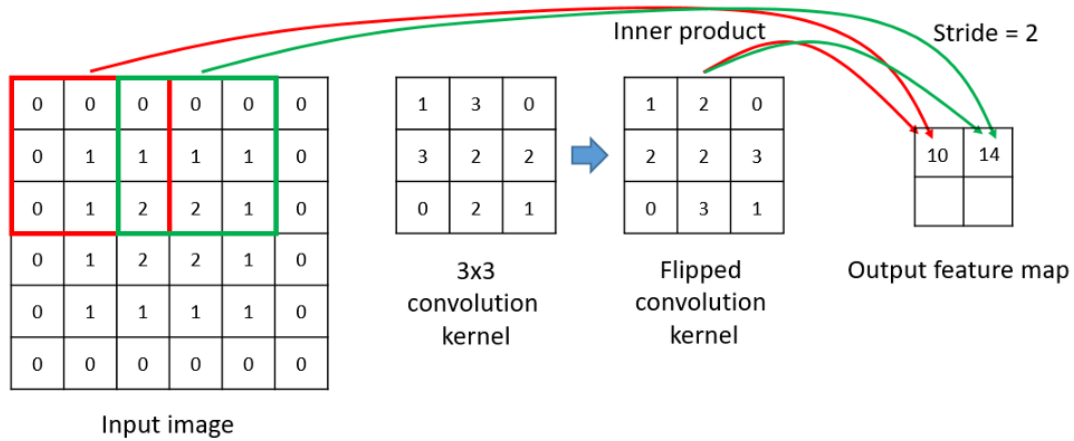 Inner product
Stride = 2
0 0 0 0 0 0
0 1 1 1 1 0
0 1 2 2 1 0
0 1 2 2 1 0
0 1 1 1 1 0
0 0 0 0 0 0
Input image
1 3 0
3 2 2
0 2 1
3x3
convolution
kernel
1 2 0
2 2 3
0 3 1
Flipped
convolution
kernel
10 14
Output feature map